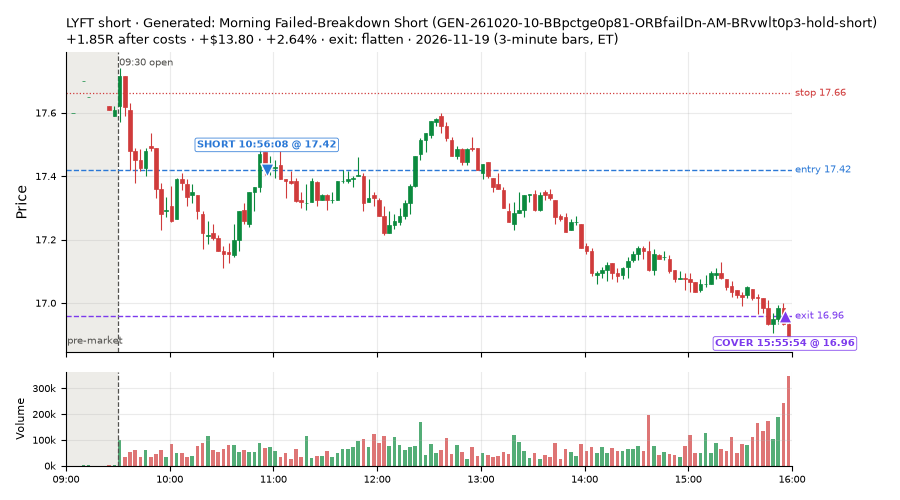 LYFT short · Generated: Morning Failed-Breakdown Short (GEN-261020-10-BBpctge0p81-ORBfailDn-AM-BRvwlt0p3-hold-short)
+1.85R after costs · +$13.80 · +2.64% · exit: flatten · 2026-11-19 (3-minute bars, ET)
09:30 open
stop 17.66
17.6
SHORT 10:56:08 @ 17.42
17.4
entry 17.42
Price
17.2
17.0
exit 16.96
pre-market
COVER 15:55:54 @ 16.96
300k
200k
100k
0k
Volume
09:00
10:00
11:00
12:00
13:00
14:00
15:00
16:00